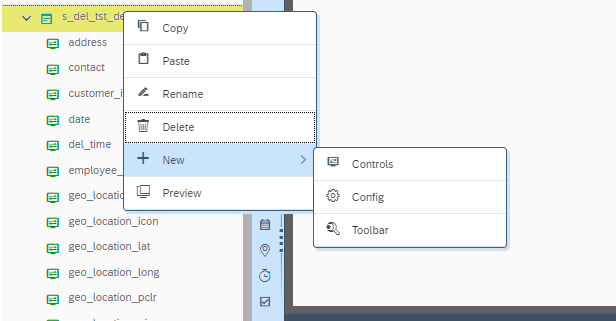 s_del_tst_de
address
contact
customer_i
date
del_time
employee_
geo_location
geo_location_icon
geo_location_lat
geo_location_long
geo_location_pclr
Copy
Paste
Rename
Delete
New
Preview
Controls
Config
Toolbar